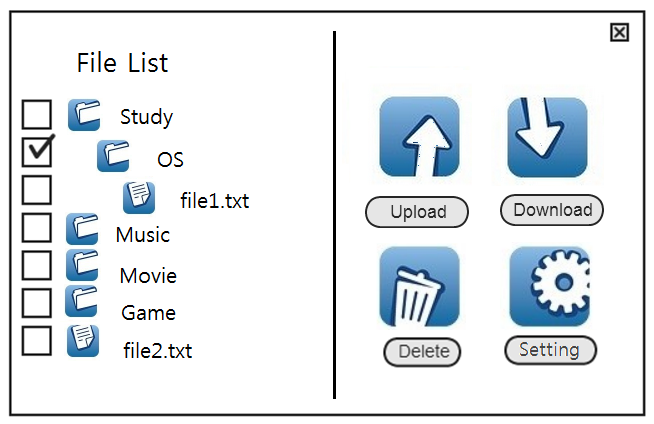 File List
Study
OS
file1.txt
Music
Movie
Game
file2.txt
Upload
Download
Delete
Setting